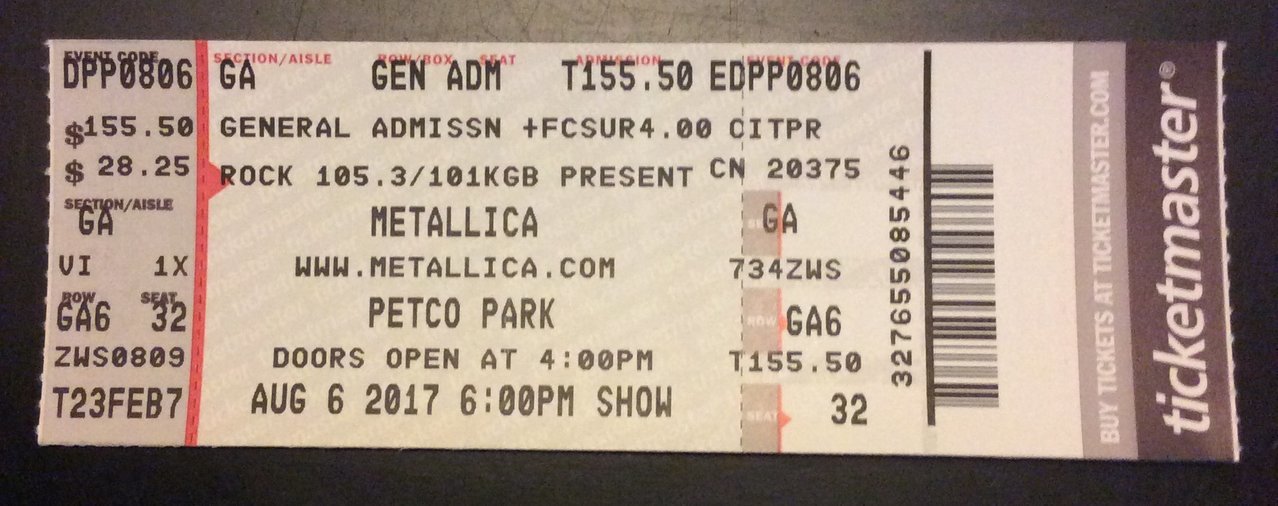 EVENT CODE
DPP0806
$155.50
$ 28.25
SECTION/AISLE
GA
VI 1X
ROW SEAT
GA6 32
ZWS0809
T23FEB7
SECTION/AISLE ROW/BOX SEAT ADMISSION EVENT CODE
GA GEN ADM T155.50 EDPP0806
GENERAL ADMISSN +FCSUR4.00 CITPR
ROCK 105.3/101KGB PRESENT CN 20375
METALLICA
WWW.METALLICA.COM
PETCO PARK
DOORS OPEN AT 4:00PM
AUG 6 2017 6:00PM SHOW
GA
734ZWS
ROW GA6
T155.50
SEAT 32
327655085446
BUY TICKETS AT TICKETMASTER.COM
ticketmaster®